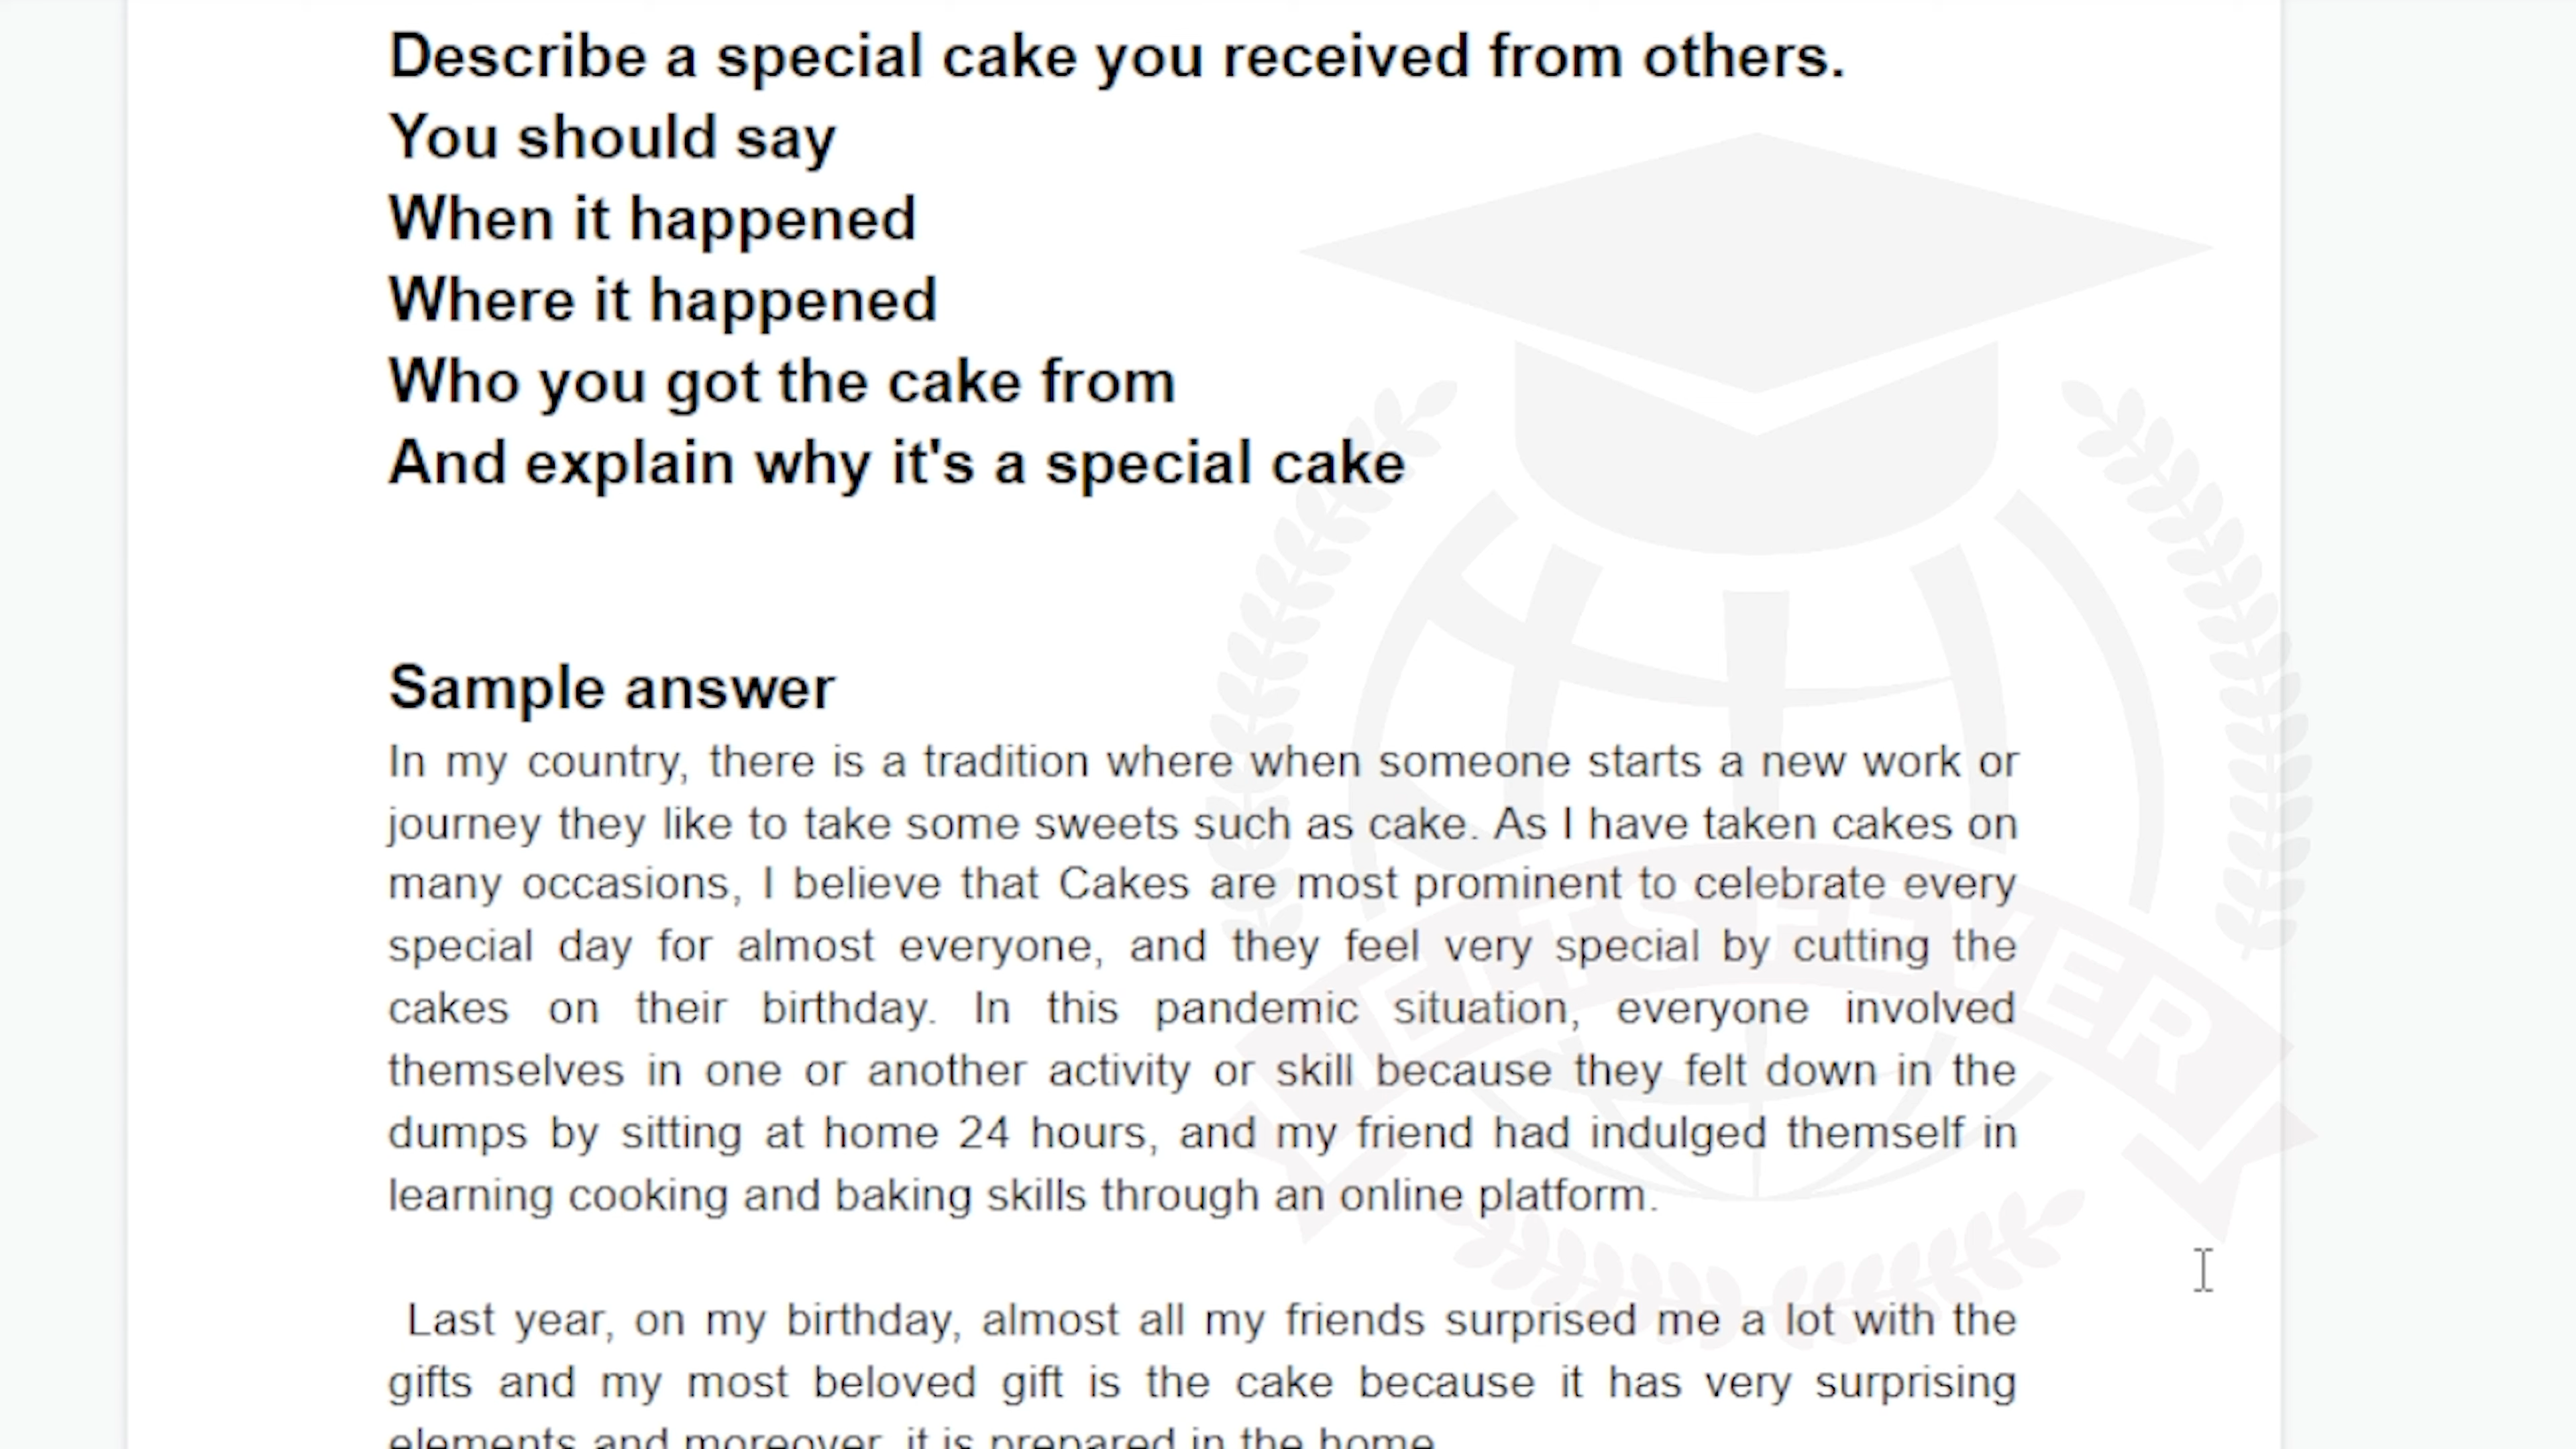 Describe a special cake you received from others.
You should say
When it happened
Where it happened
Who you got the cake from
And explain why it's a special cake
Sample answer
In my country, there is a tradition where when someone starts a new work or
journey they like to take some sweets such as cake. As I have taken cakes on
many occasions, I believe that Cakes are most prominent to celebrate every
special day for almost everyone, and they feel very special by cutting the
cakes on their birthday. In this pandemic situation, everyone involved
themselves in one or another activity or skill because they felt down in the
dumps by sitting at home 24 hours, and my friend had indulged themself in
learning cooking and baking skills through an online platform.
Last year, on my birthday, almost all my friends surprised me a lot with the
gifts and my most beloved gift is the cake because it has very surprising
elements and moreover, it is prepared in the home.
IELTS FEVER